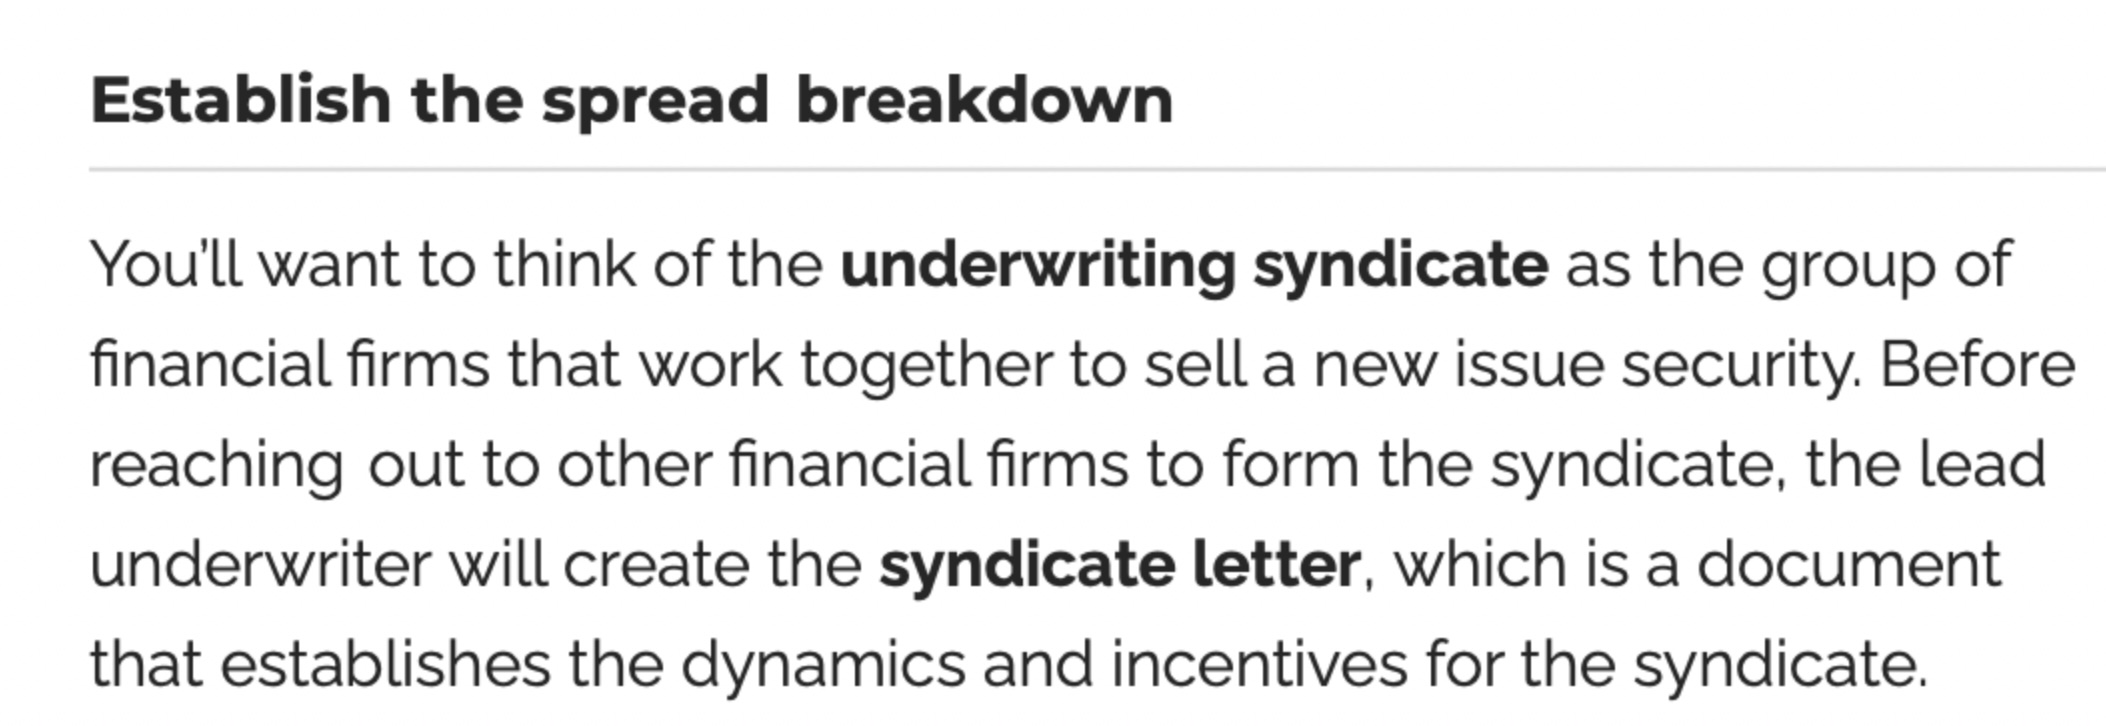 Establish the spread breakdown
You’ll want to think of the underwriting syndicate as the group of
financial firms that work together to sell a new issue security. Before
reaching out to other financial firms to form the syndicate, the lead
underwriter will create the syndicate letter, which is a document
that establishes the dynamics and incentives for the syndicate.